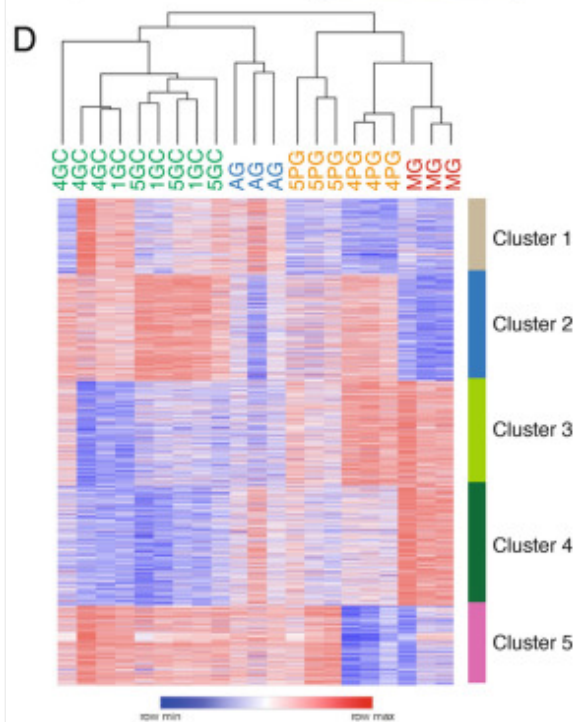 D
4GC 4GC 4GC 1GC 5GC 1GC 5GC 1GC 5GC AG AG AG 5PG 5PG 5PG 4PG 4PG 4PG MG MG MG
Cluster 1
Cluster 2
Cluster 3
Cluster 4
Cluster 5
row min row max